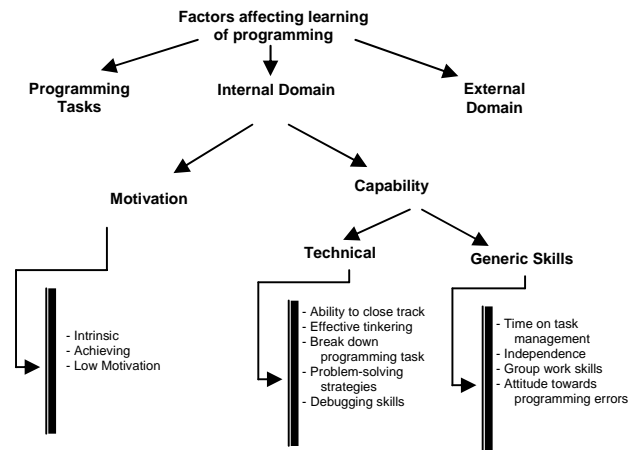 Factors affecting learning
of programming
Programming
Tasks
Internal Domain
External
Domain
Motivation
Capability
Technical
Generic Skills
- Intrinsic
- Achieving
- Low Motivation
- Ability to close track
- Effective tinkering
- Break down
programming task
- Problem-solving
strategies
- Debugging skills
- Time on task
management
- Independence
- Group work skills
- Attitude towards
programming errors